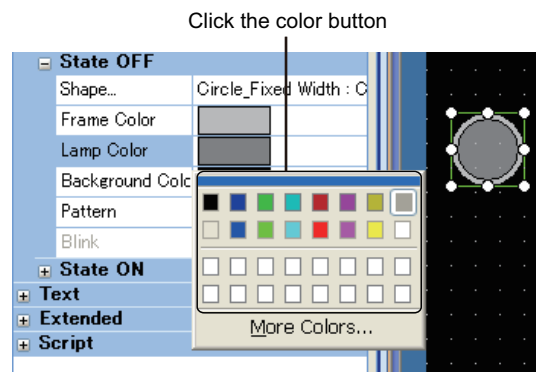 Click the color button
State OFF
Shape... Circle_Fixed Width : C
Frame Color
Lamp Color
Background Colo
Pattern
Blink
State ON
Text
Extended
Script
More Colors...